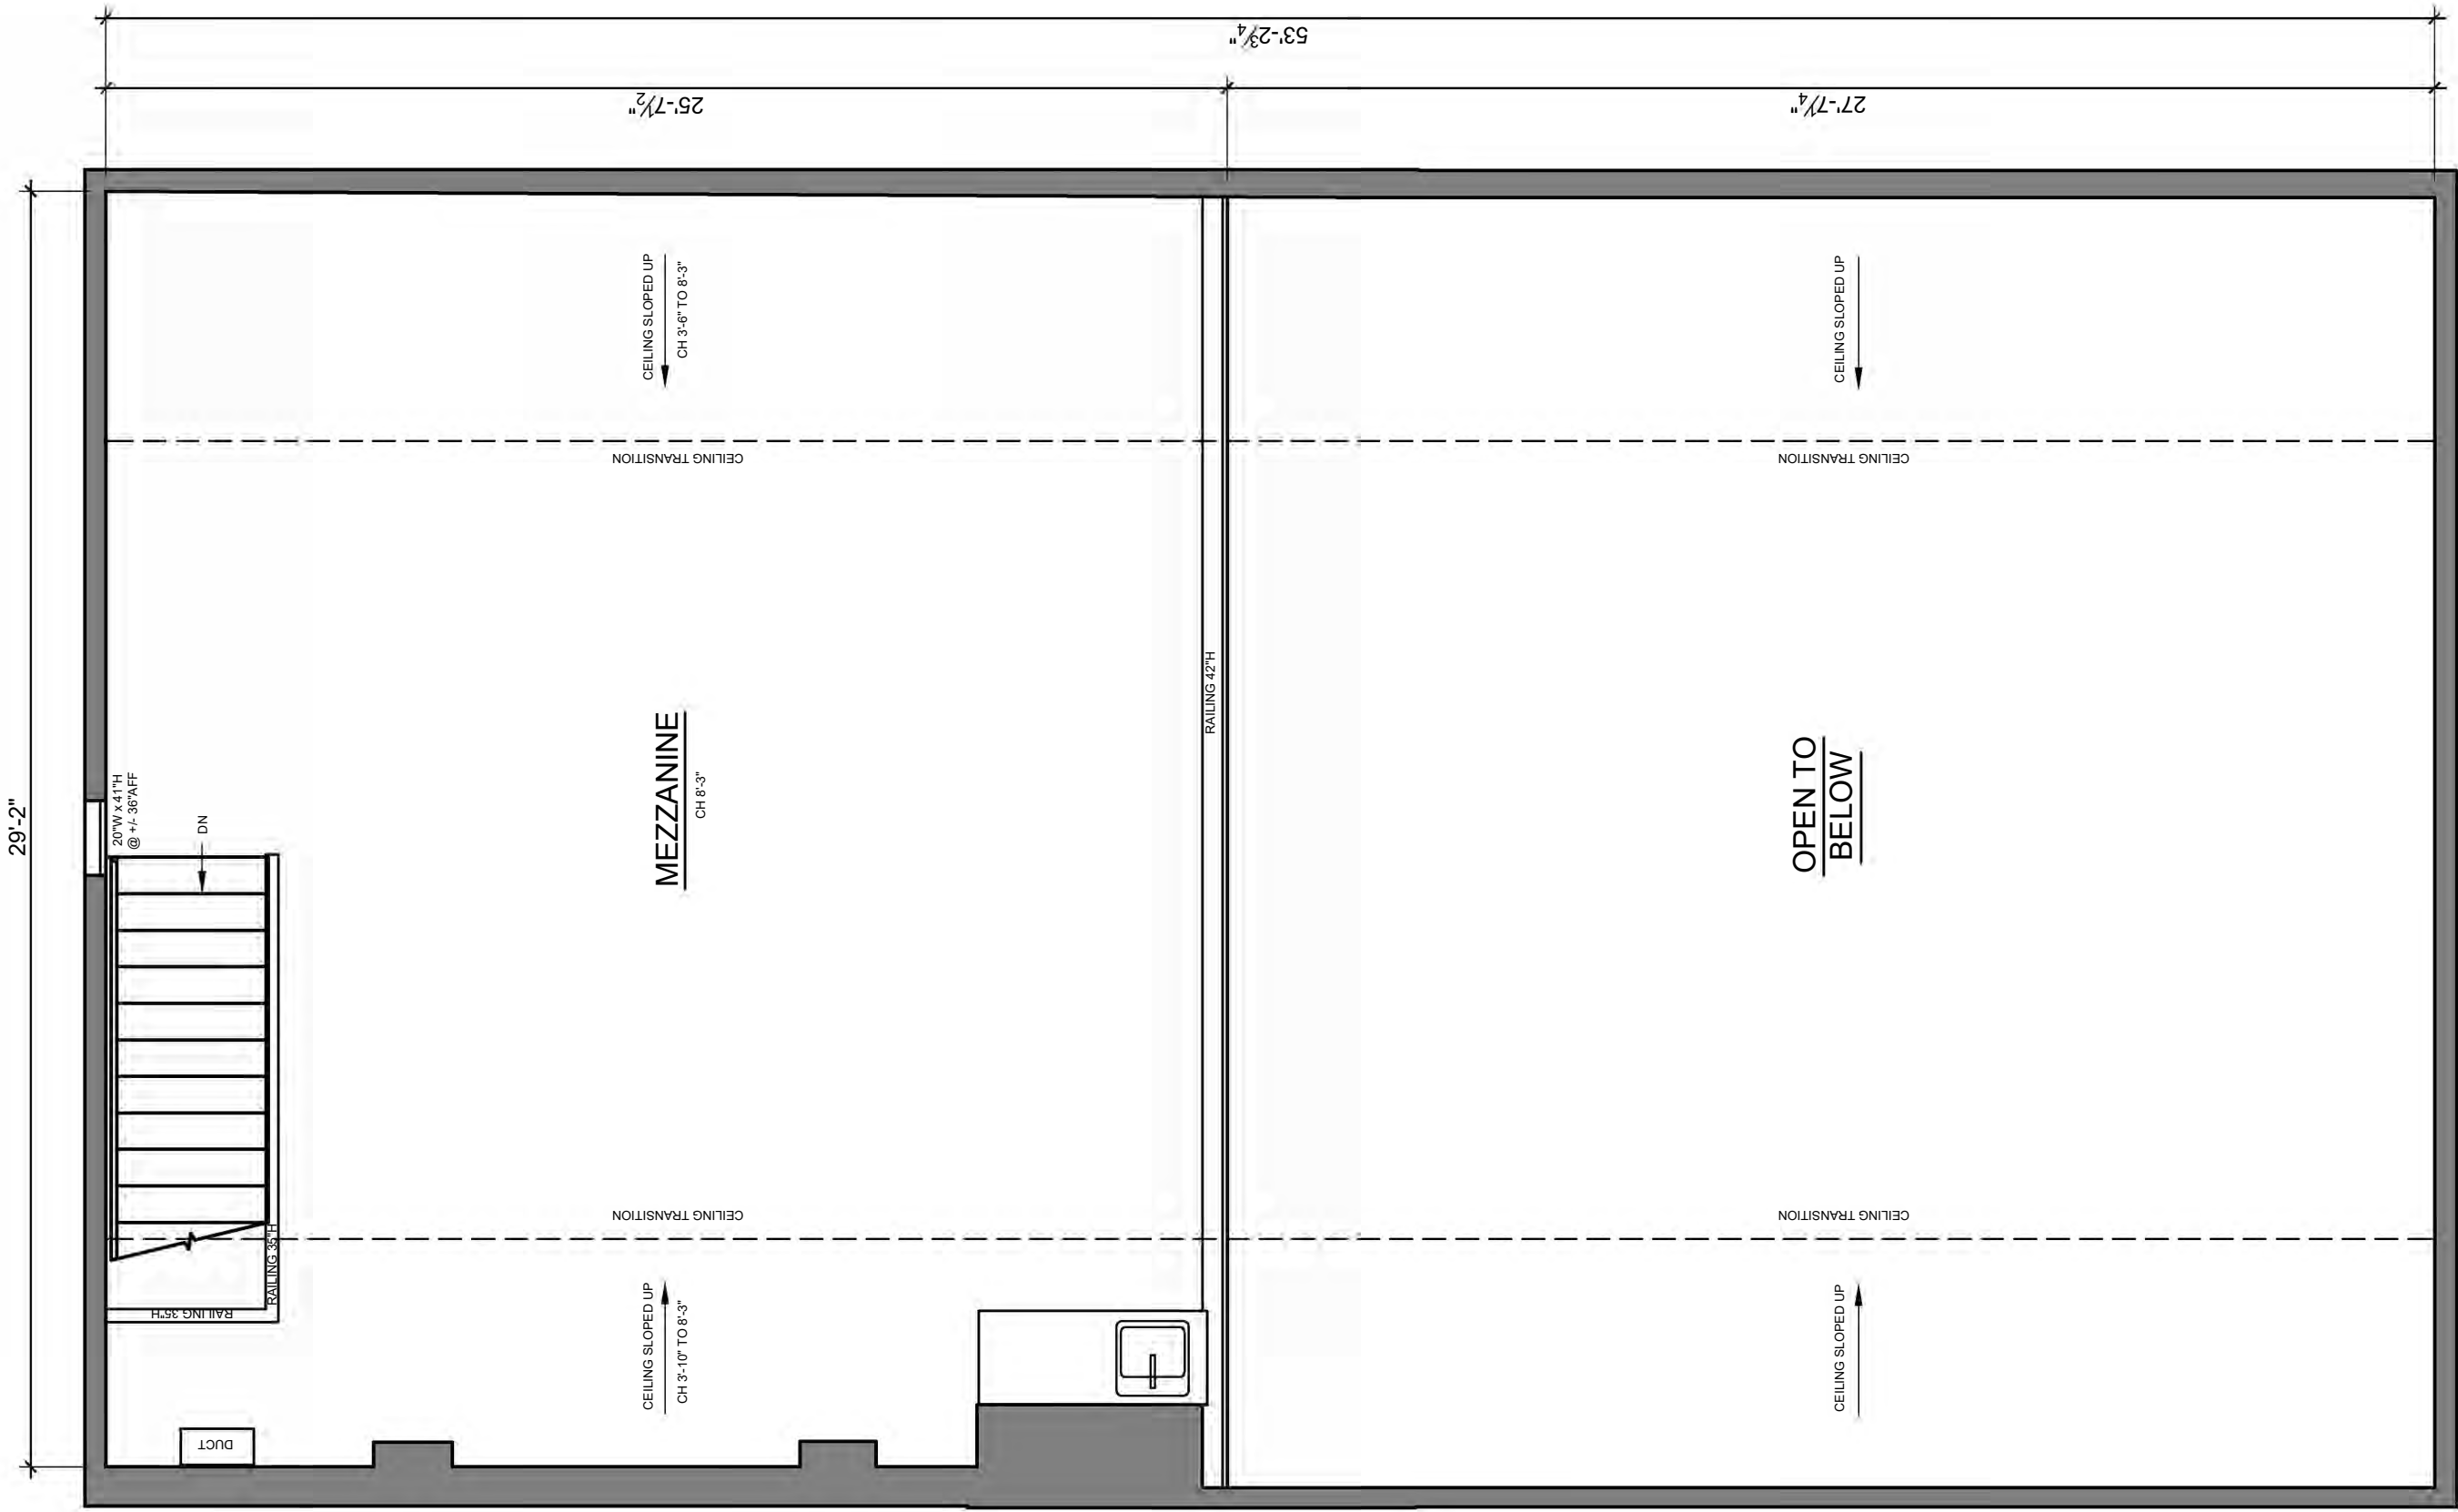 53'-2¾"
25'-7½"
27'-7¼"
29'-2"
CEILING SLOPED UP
CH 3'-6" TO 8'-3"
CEILING SLOPED UP
CEILING TRANSITION
CEILING TRANSITION
RAILING 42"H
MEZZANINE
CH 8'-3"
OPEN TO
BELOW
20"W x 41"H
@ +/- 36"AFF
DN
CEILING TRANSITION
CEILING TRANSITION
RAILING 35"H
RAILING 35"H
CEILING SLOPED UP
CH 3'-10" TO 8'-3"
CEILING SLOPED UP
DUCT